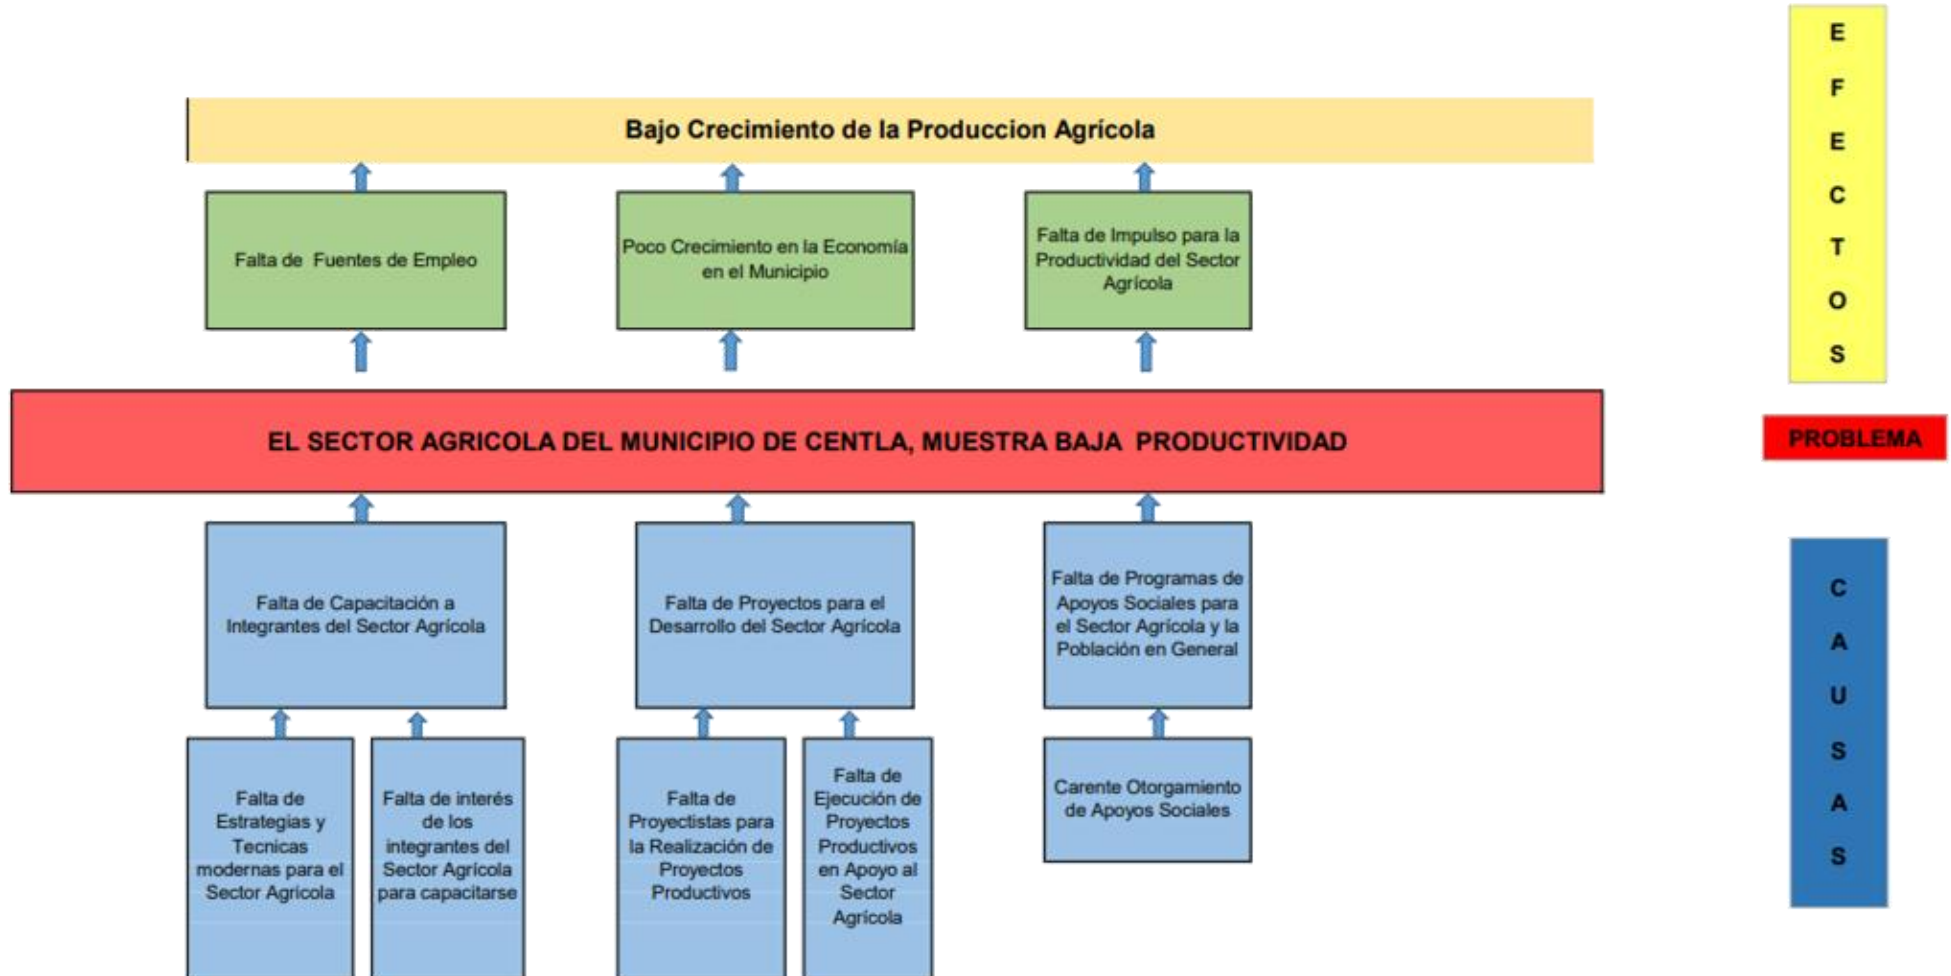 Bajo Crecimiento de la Produccion Agrícola
Falta de Fuentes de Empleo
Poco Crecimiento en la Economía
en el Municipio
Falta de Impulso para la
Productividad del Sector
Agrícola
EL SECTOR AGRICOLA DEL MUNICIPIO DE CENTLA, MUESTRA BAJA PRODUCTIVIDAD
Falta de Capacitación a
Integrantes del Sector Agrícola
Falta de Proyectos para el
Desarrollo del Sector Agrícola
Falta de Programas de
Apoyos Sociales para
el Sector Agrícola y la
Población en General
Falta de
Estrategias y
Tecnicas
modernas para el
Sector Agricola
Falta de interés
de los
integrantes del
Sector Agrícola
para capacitarse
Falta de
Proyectistas para
la Realización de
Proyectos
Productivos
Falta de
Ejecución de
Proyectos
Productivos
en Apoyo al
Sector
Agrícola
Carente Otorgamiento
de Apoyos Sociales
E
F
E
C
T
O
S
PROBLEMA
C
A
U
S
A
S